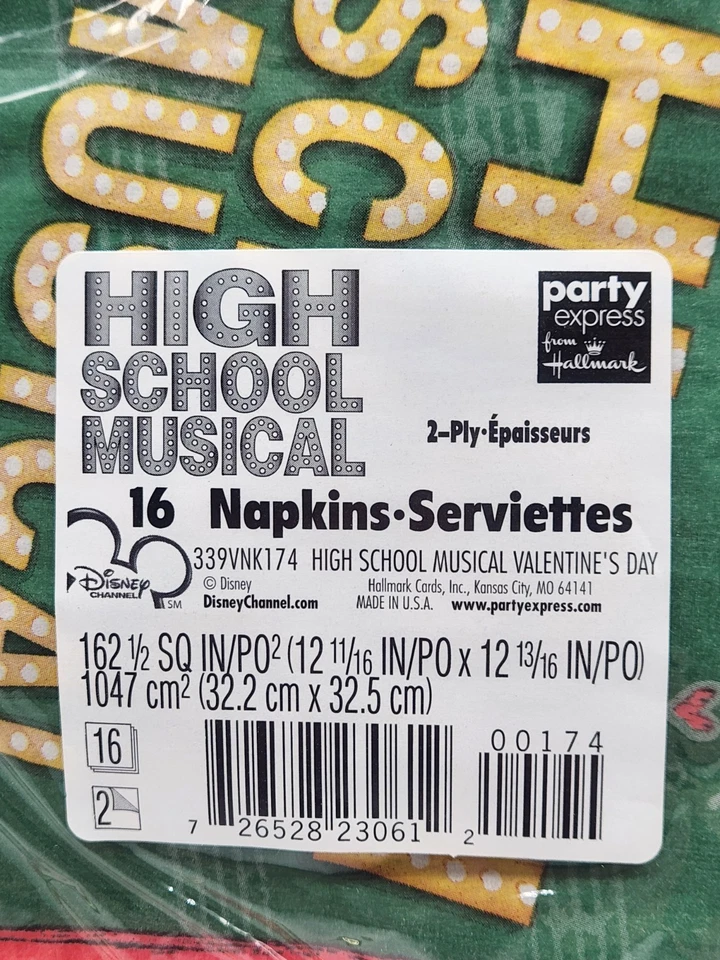 HIGH
SCHOOL
MUSICAL
party
express
from
Hallmark
2-Ply•Épaisseurs
16 Napkins•Serviettes
Disney
CHANNEL
SM
339VNK174 HIGH SCHOOL MUSICAL VALENTINE'S DAY
© Disney
DisneyChannel.com
Hallmark Cards, Inc., Kansas City, MO 64141
MADE IN U.S.A. www.partyexpress.com
162 ½ SQ IN/PO² (12 11/16 IN/PO x 12 13/16 IN/PO)
1047 cm² (32.2 cm x 32.5 cm)
16
2
7 26528 23061 2
00174
H
SC
MUSICA